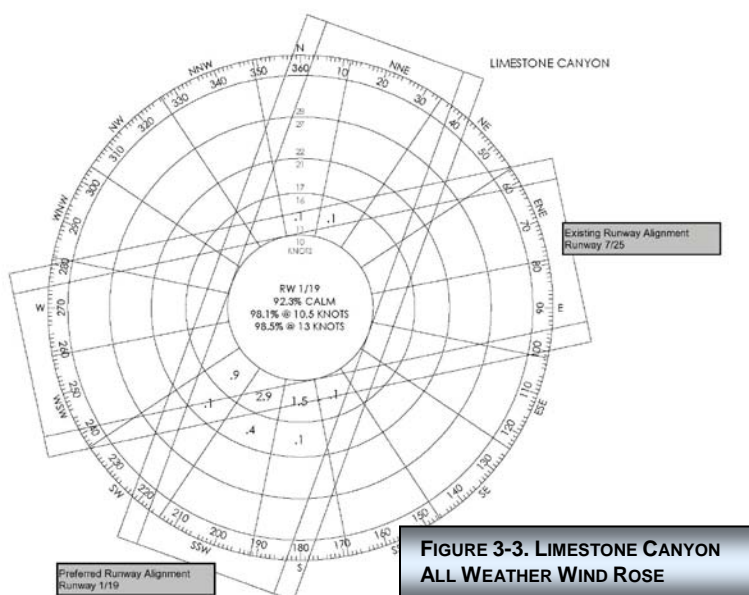 LIMESTONE CANYON
N
NNE
NE
ENE
E
ESE
SE
S
SSW
SW
WSW
W
WNW
NW
NNW
360
10
20
30
40
50
60
70
80
90
100
110
120
130
140
150
160
170
180
190
200
210
220
230
240
250
260
270
280
290
300
310
320
330
340
350
28
27
22
21
17
16
11
10
KNOTS
.1
.1
RW 1/19
92.3% CALM
98.1% @ 10.5 KNOTS
98.5% @ 13 KNOTS
.9
2.9
1.5
.1
.1
.4
.1
Existing Runway Alignment
Runway 7/25
Preferred Runway Alignment
Runway 1/19
FIGURE 3-3. LIMESTONE CANYON
ALL WEATHER WIND ROSE